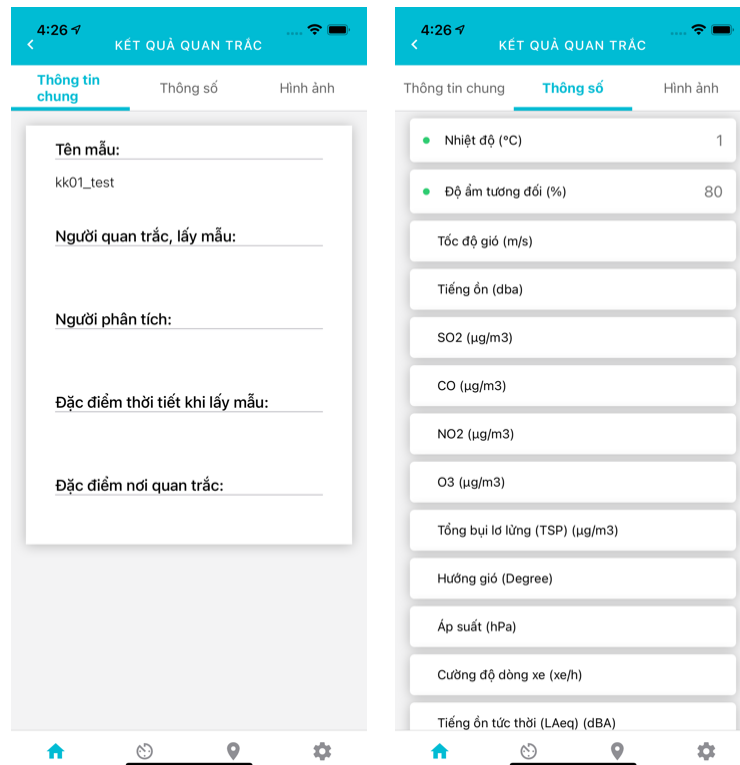 4:26
KẾT QUẢ QUAN TRẮC
Thông tin
chung
Thông số
Hình ảnh
Tên mẫu:
kk01_test
Người quan trắc, lấy mẫu:
Người phân tích:
Đặc điểm thời tiết khi lấy mẫu:
Đặc điểm nơi quan trắc:
4:26
KẾT QUẢ QUAN TRẮC
Thông tin chung
Thông số
Hình ảnh
Nhiệt độ (°C) 1
Độ ẩm tương đối (%) 80
Tốc độ gió (m/s)
Tiếng ồn (dba)
SO2 (µg/m3)
CO (µg/m3)
NO2 (µg/m3)
O3 (µg/m3)
Tổng bụi lơ lửng (TSP) (µg/m3)
Hướng gió (Degree)
Áp suất (hPa)
Cường độ dòng xe (xe/h)
Tiếng ồn tức thời (LAeq) (dBA)